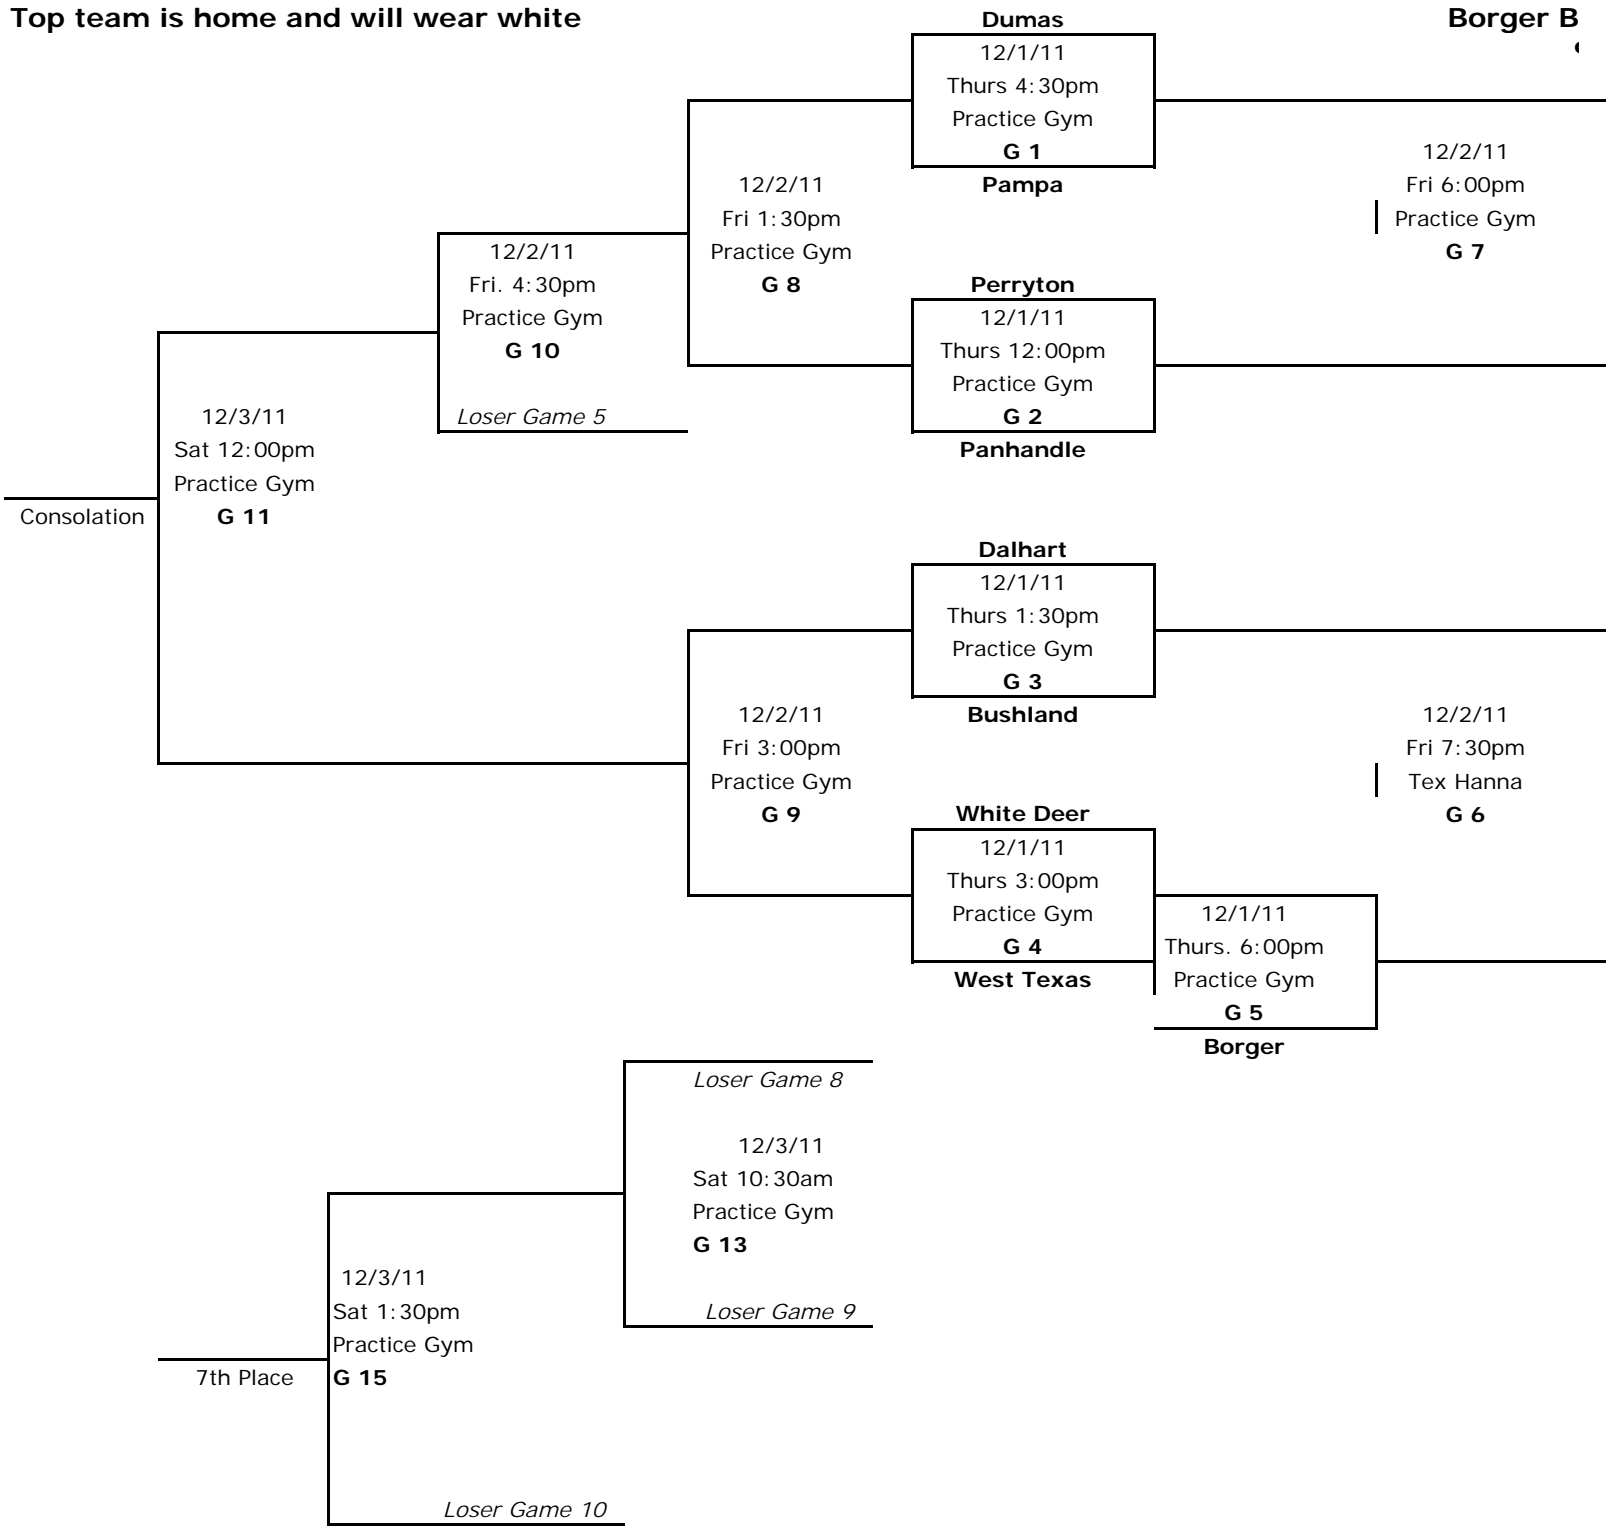 Top team is home and will wear white
Borger B
Dumas
12/1/11
Thurs 4:30pm
Practice Gym
G 1
Pampa
12/2/11
Fri 6:00pm
Practice Gym
G 7
12/2/11
Fri 1:30pm
Practice Gym
G 8
12/2/11
Fri. 4:30pm
Practice Gym
G 10
Loser Game 5
Perryton
12/1/11
Thurs 12:00pm
Practice Gym
G 2
Panhandle
12/3/11
Sat 12:00pm
Practice Gym
G 11
Consolation
Dalhart
12/1/11
Thurs 1:30pm
Practice Gym
G 3
Bushland
12/2/11
Fri 7:30pm
Tex Hanna
G 6
12/2/11
Fri 3:00pm
Practice Gym
G 9
White Deer
12/1/11
Thurs 3:00pm
Practice Gym
G 4
West Texas
12/1/11
Thurs. 6:00pm
Practice Gym
G 5
Borger
Loser Game 8
12/3/11
Sat 10:30am
Practice Gym
G 13
Loser Game 9
12/3/11
Sat 1:30pm
Practice Gym
G 15
7th Place
Loser Game 10